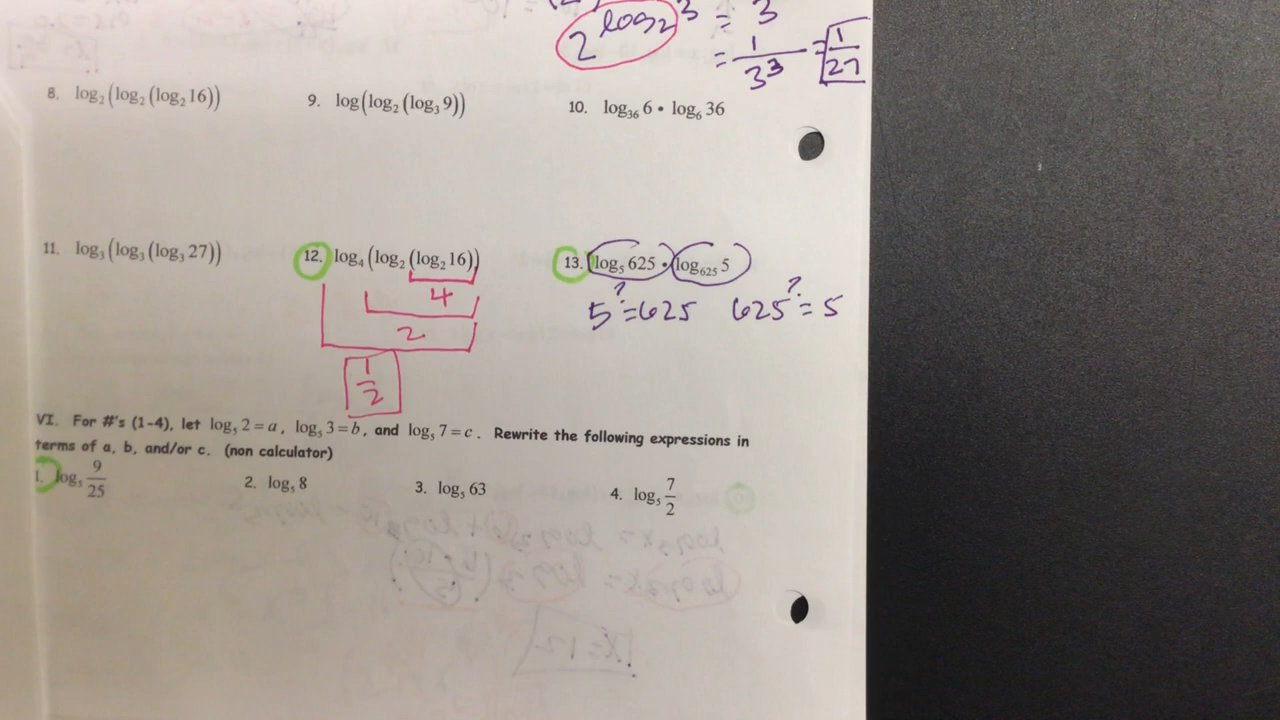 2^log₂3³ = 3
= 1/3³ = 1/27
8. log₂(log₂(log₂16)) 9. log(log₂(log₃9)) 10. log₃₆6 • log₆36
11. log₃(log₃(log₃27)) 12. log₄(log₂(log₂16)) 13. log₅625 • log₆₂₅5
4
5^? = 625 625^? = 5
2
1/2
VI. For #'s (1-4), let log₅2 = a, log₅3 = b, and log₅7 = c. Rewrite the following expressions in
terms of a, b, and/or c. (non calculator)
1. log₅ 9/25 2. log₅8 3. log₅63 4. log₅ 7/2